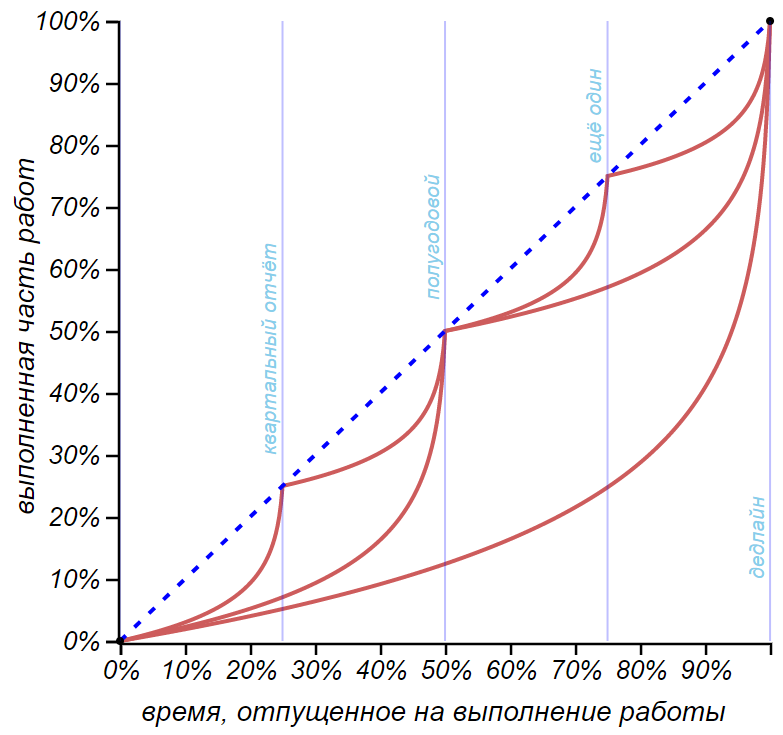 100%
90%
80%
70%
60%
50%
40%
30%
20%
10%
0%
выполненная часть работ
квартальный отчёт
полугодовой
ещё один
дедлайн
0% 10% 20% 30% 40% 50% 60% 70% 80% 90%
время, отпущенное на выполнение работы